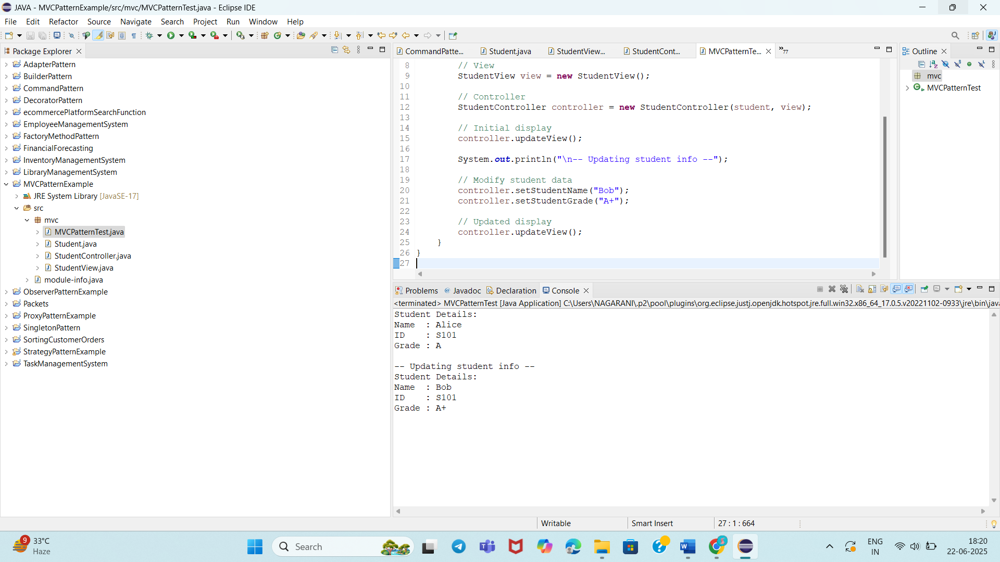 JAVA - MVCPatternExample/src/mvc/MVCPatternTest.java - Eclipse IDE
File Edit Refactor Source Navigate Search Project Run Window Help
Package Explorer
AdapterPattern
BuilderPattern
CommandPattern
DecoratorPattern
ecommercePlatformSearchFunction
EmployeeManagementSystem
FactoryMethodPattern
FinancialForecasting
InventoryManagementSystem
LibraryManagementSystem
MVCPatternExample
JRE System Library [JavaSE-17]
src
mvc
MVCPatternTest.java
Student.java
StudentController.java
StudentView.java
module-info.java
ObserverPatternExample
Packets
ProxyPatternExample
SingletonPattern
SortingCustomerOrders
StrategyPatternExample
TaskManagementSystem
CommandPatte... Student.java StudentView... StudentCont... MVCPatternTe... 77
8 // View
9 StudentView view = new StudentView();
10
11 // Controller
12 StudentController controller = new StudentController(student, view);
13
14 // Initial display
15 controller.updateView();
16
17 System.out.println("\n-- Updating student info --");
18
19 // Modify student data
20 controller.setStudentName("Bob");
21 controller.setStudentGrade("A+");
22
23 // Updated display
24 controller.updateView();
25 }
26 }
27
Outline
mvc
MVCPatternTest
Problems Javadoc Declaration Console
<terminated> MVCPatternTest [Java Application] C:\Users\NAGARANI\.p2\pool\plugins\org.eclipse.justj.openjdk.hotspot.jre.full.win32.x86_64_17.0.5.v20221102-0933\jre\bin\java
Student Details:
Name : Alice
ID : S101
Grade : A
-- Updating student info --
Student Details:
Name : Bob
ID : S101
Grade : A+
Writable Smart Insert 27 : 1 : 664
9 33°C
Haze
Search
ENG
IN
18:20
22-06-2025